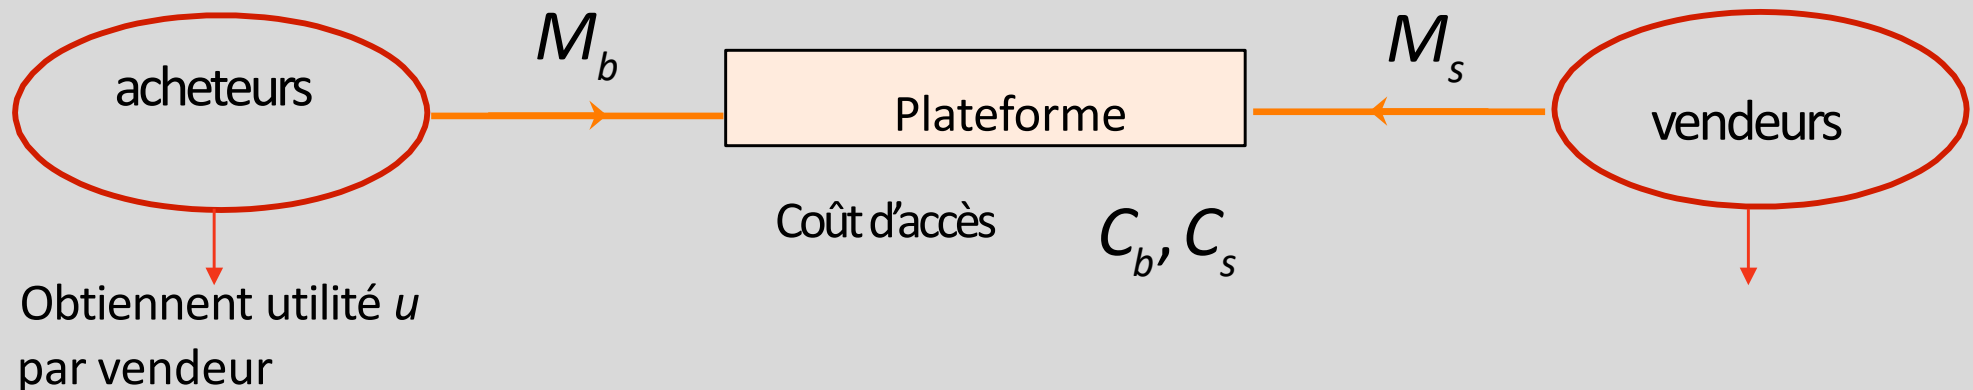 acheteurs
M_b
Plateforme
M_s
vendeurs
Coût d’accès
C_b, C_s
Obtiennent utilité u
par vendeur